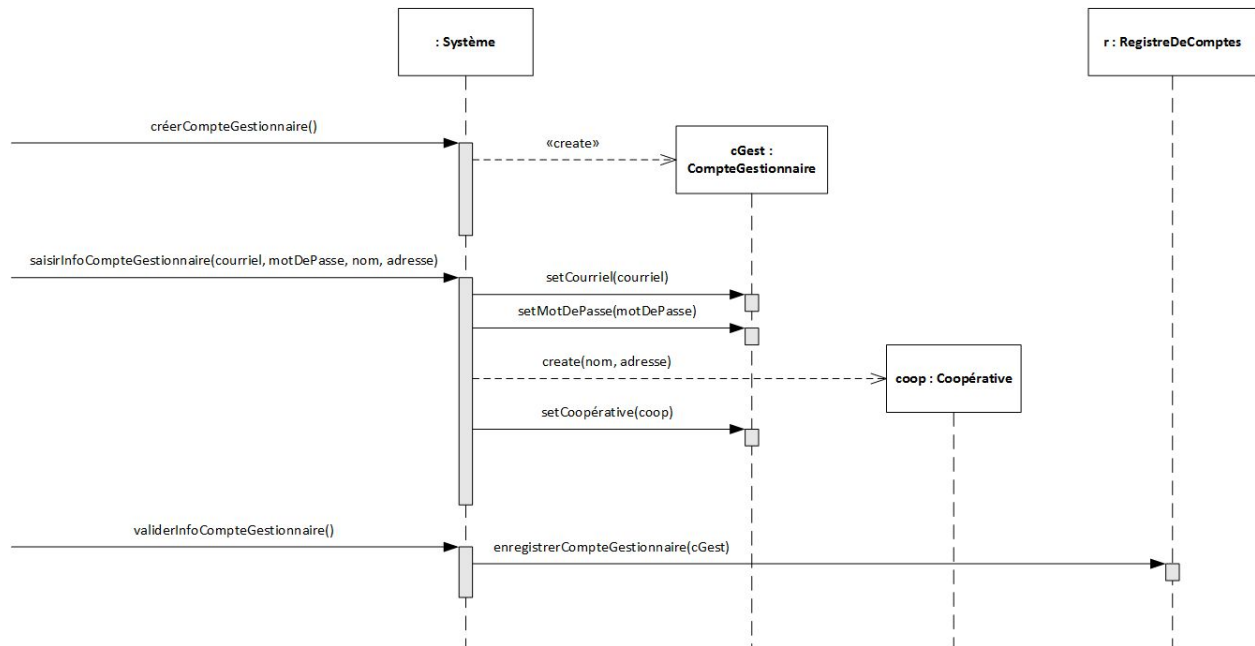 : Système
r : RegistreDeComptes
créerCompteGestionnaire()
«create»
cGest :
CompteGestionnaire
saisirInfoCompteGestionnaire(courriel, motDePasse, nom, adresse)
setCourriel(courriel)
setMotDePasse(motDePasse)
create(nom, adresse)
coop : Coopérative
setCoopérative(coop)
validerInfoCompteGestionnaire()
enregistrerCompteGestionnaire(cGest)